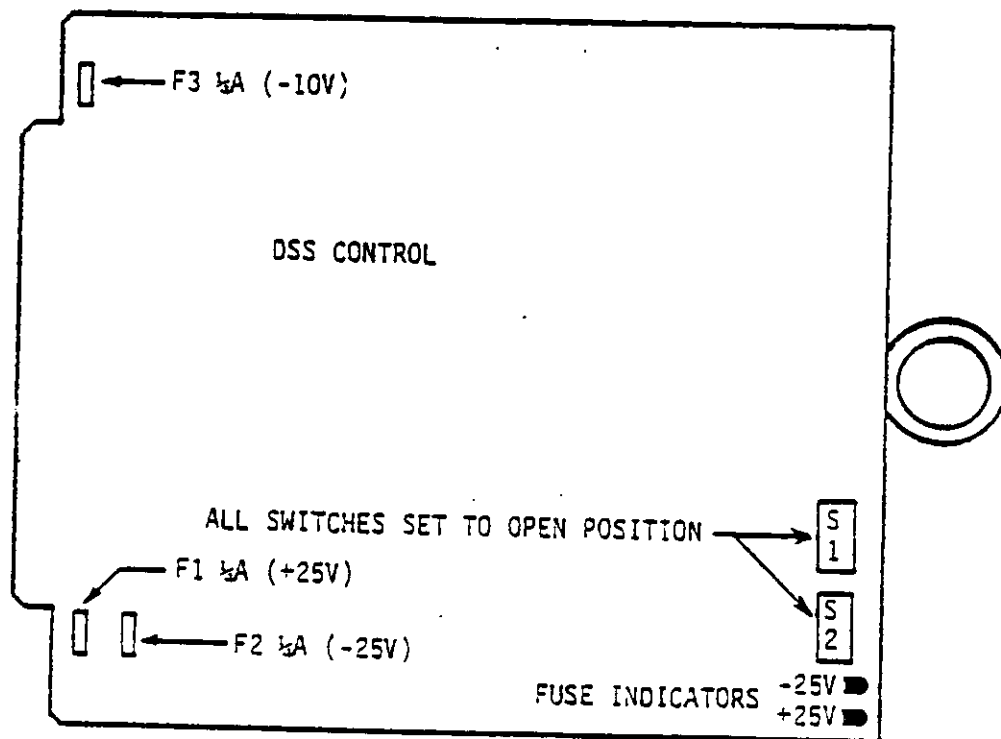 F3 ½A (-10V)
DSS CONTROL
ALL SWITCHES SET TO OPEN POSITION
S
1
F1 ½A (+25V)
S
2
F2 ½A (-25V)
FUSE INDICATORS
-25V
+25V